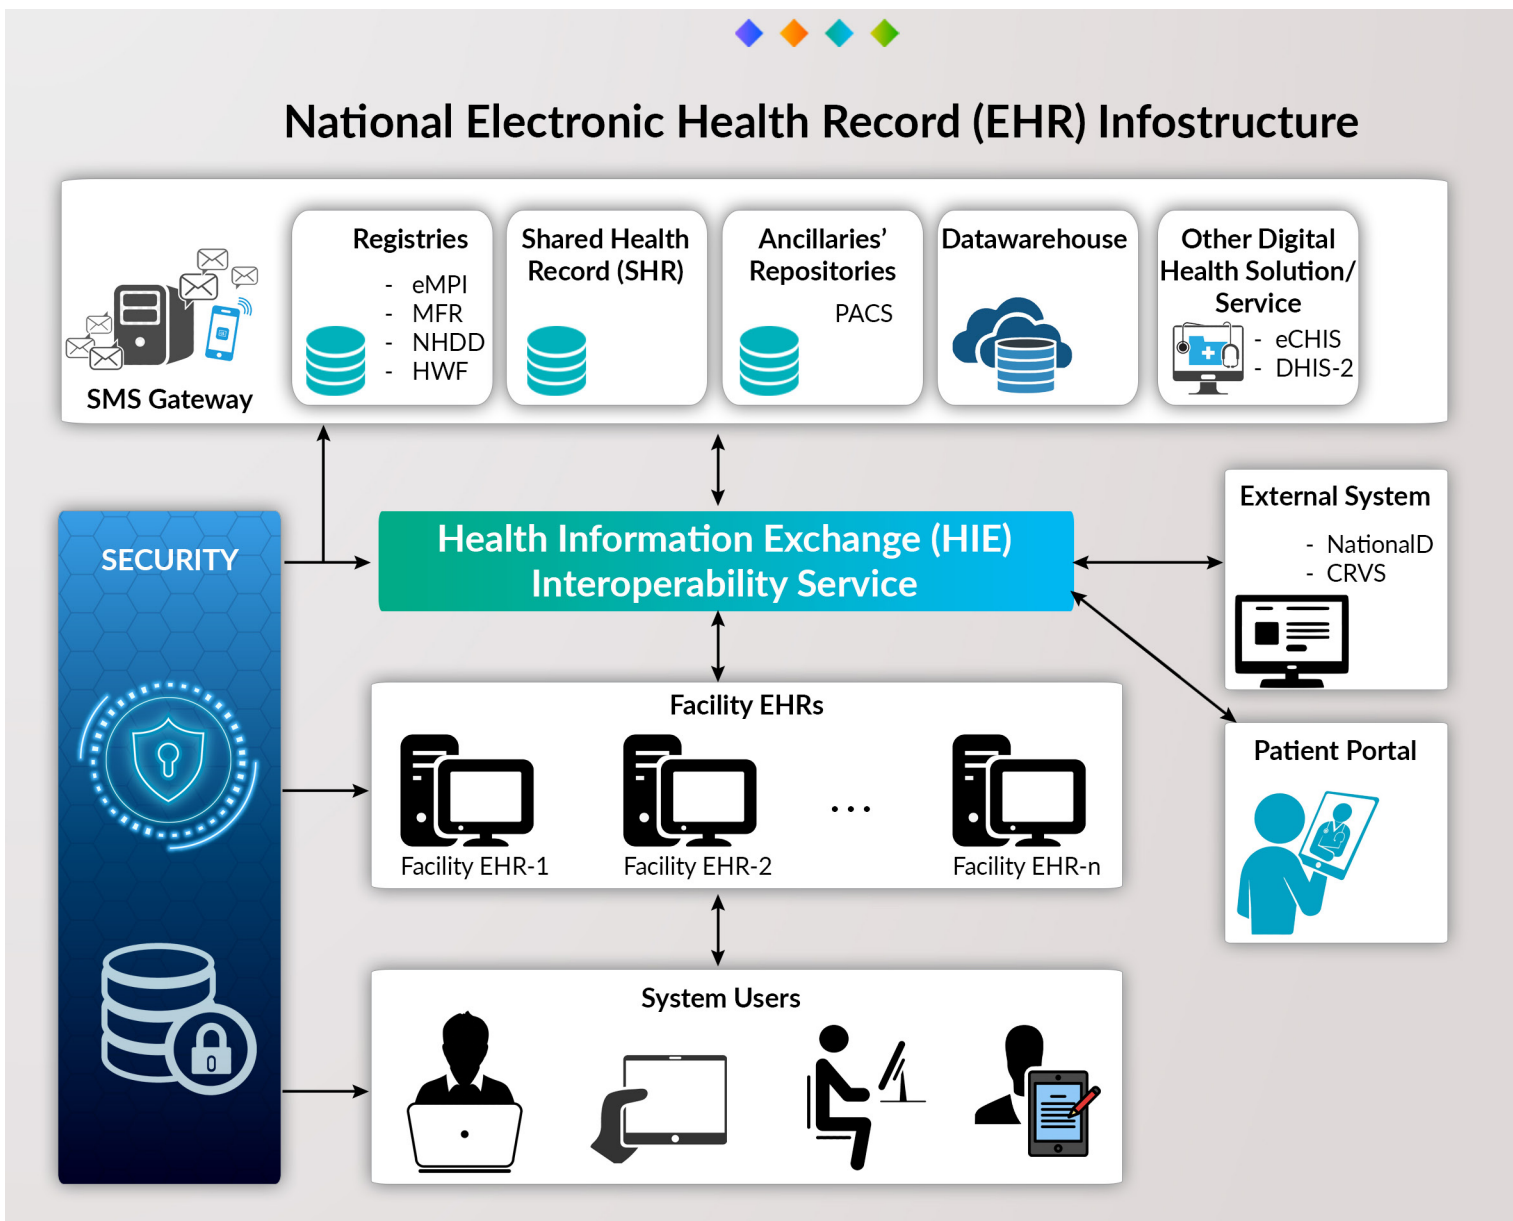 National Electronic Health Record (EHR) Infostructure
SMS Gateway
Registries
- eMPI
- MFR
- NHDD
- HWF
Shared Health
Record (SHR)
Ancillaries’
Repositories
PACS
Datawarehouse
Other Digital
Health Solution/
Service
- eCHIS
- DHIS-2
SECURITY
Health Information Exchange (HIE)
Interoperability Service
External System
- NationalD
- CRVS
Facility EHRs
Facility EHR-1
Facility EHR-2
...
Facility EHR-n
Patient Portal
System Users